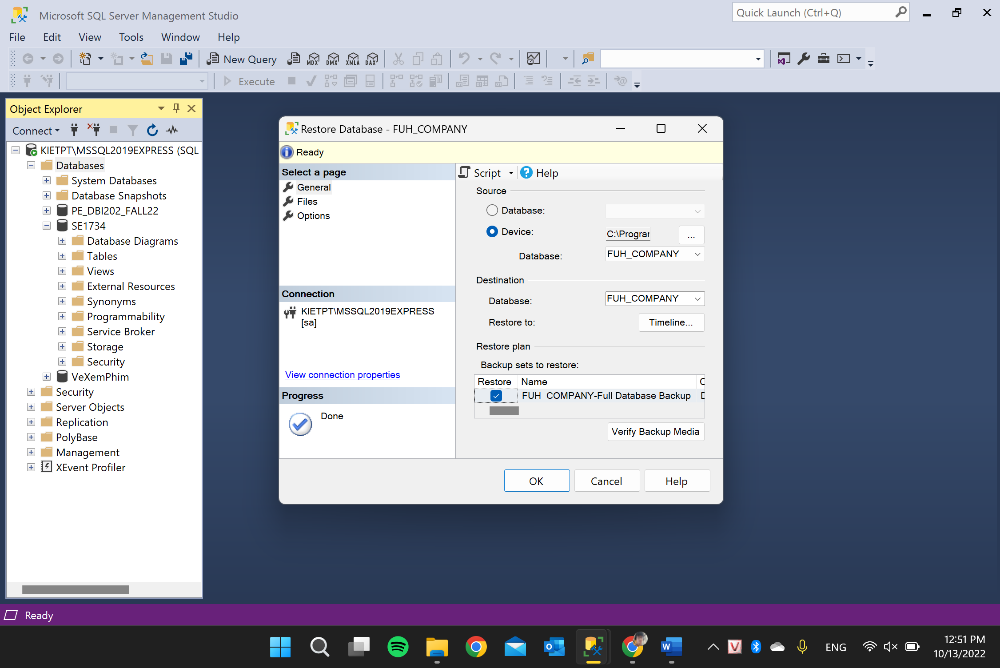 Microsoft SQL Server Management Studio
Quick Launch (Ctrl+Q)
File Edit View Tools Window Help
New Query MDX DMX XMLA DAX
Execute
Object Explorer
Connect
KIETPT\MSSQL2019EXPRESS (SQL
Databases
System Databases
Database Snapshots
PE_DBI202_FALL22
SE1734
Database Diagrams
Tables
Views
External Resources
Synonyms
Programmability
Service Broker
Storage
Security
VeXemPhim
Security
Server Objects
Replication
PolyBase
Management
XEvent Profiler
Restore Database - FUH_COMPANY
Ready
Select a page
General
Files
Options
Connection
KIETPT\MSSQL2019EXPRESS
[sa]
View connection properties
Progress
Done
Script Help
Source
Database:
Device: C:\Progran ...
Database: FUH_COMPANY
Destination
Database: FUH_COMPANY
Restore to: Timeline...
Restore plan
Backup sets to restore:
Restore Name
FUH_COMPANY-Full Database Backup
Verify Backup Media
OK Cancel Help
Ready
ENG
12:51 PM
10/13/2022